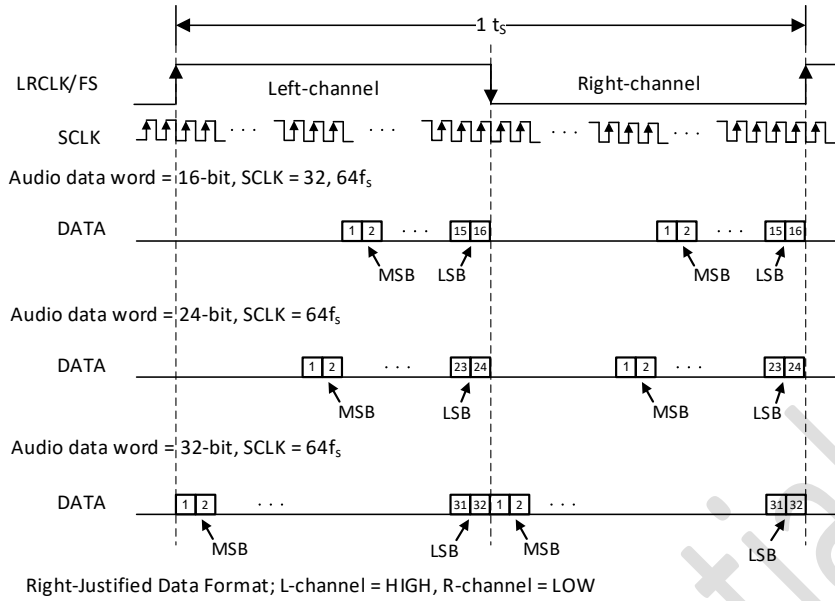 1 tS
LRCLK/FS
Left-channel
Right-channel
SCLK
. . .
. . .
. . .
. . .
Audio data word = 16-bit, SCLK = 32, 64fs
DATA
1 2 . . . 15 16
1 2 . . . 15 16
MSB LSB MSB LSB
Audio data word = 24-bit, SCLK = 64fs
DATA
1 2 . . . 23 24
1 2 . . . 23 24
MSB LSB MSB LSB
Audio data word = 32-bit, SCLK = 64fs
DATA
1 2 . . . 31 32 1 2 . . . 31 32
MSB LSB MSB LSB
Right-Justified Data Format; L-channel = HIGH, R-channel = LOW